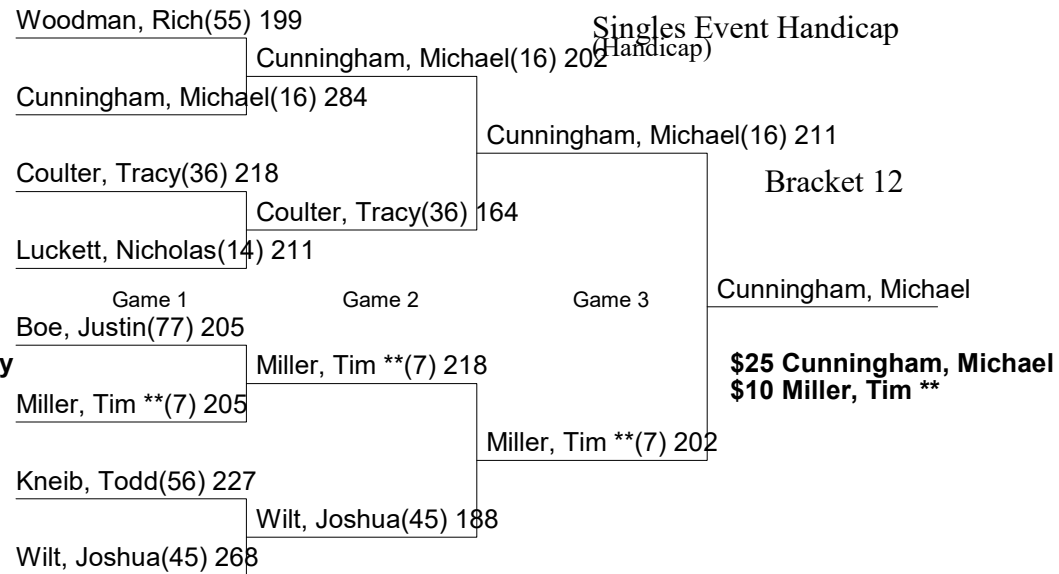 Woodman, Rich(55) 199
Singles Event Handicap
(Handicap)
Cunningham, Michael(16) 202
Cunningham, Michael(16) 284
Cunningham, Michael(16) 211
Coulter, Tracy(36) 218
Bracket 12
Coulter, Tracy(36) 164
Luckett, Nicholas(14) 211
Game 1 Game 2 Game 3
Cunningham, Michael
Boe, Justin(77) 205
y
Miller, Tim **(7) 218
$25 Cunningham, Michael
$10 Miller, Tim **
Miller, Tim **(7) 205
Miller, Tim **(7) 202
Kneib, Todd(56) 227
Wilt, Joshua(45) 188
Wilt, Joshua(45) 268